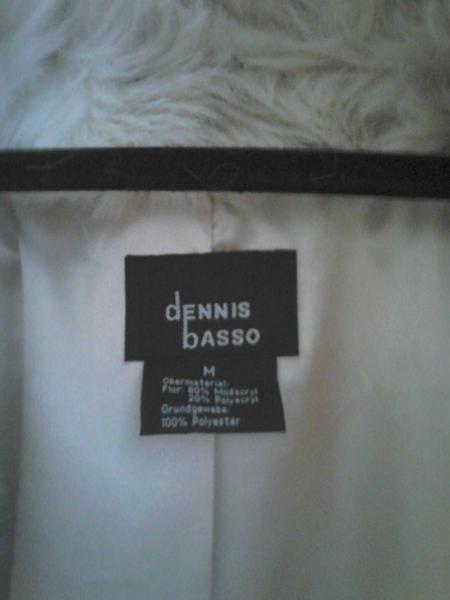 dENNIS
bASSO
M
Obermaterial:
Flor: 80% Modacryl
20% Polyacryl
Grundgewebe:
100% Polyester